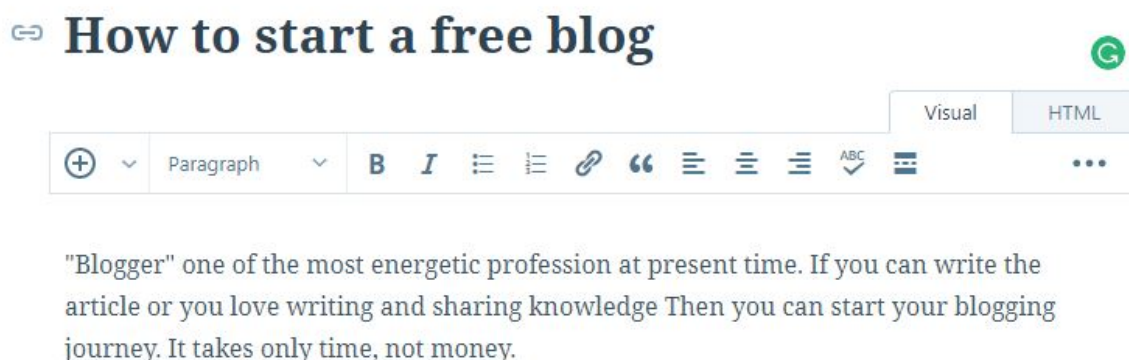 How to start a free blog
Visual HTML
Paragraph B I ABC
"Blogger" one of the most energetic profession at present time. If you can write the
article or you love writing and sharing knowledge Then you can start your blogging
journey. It takes only time, not money.